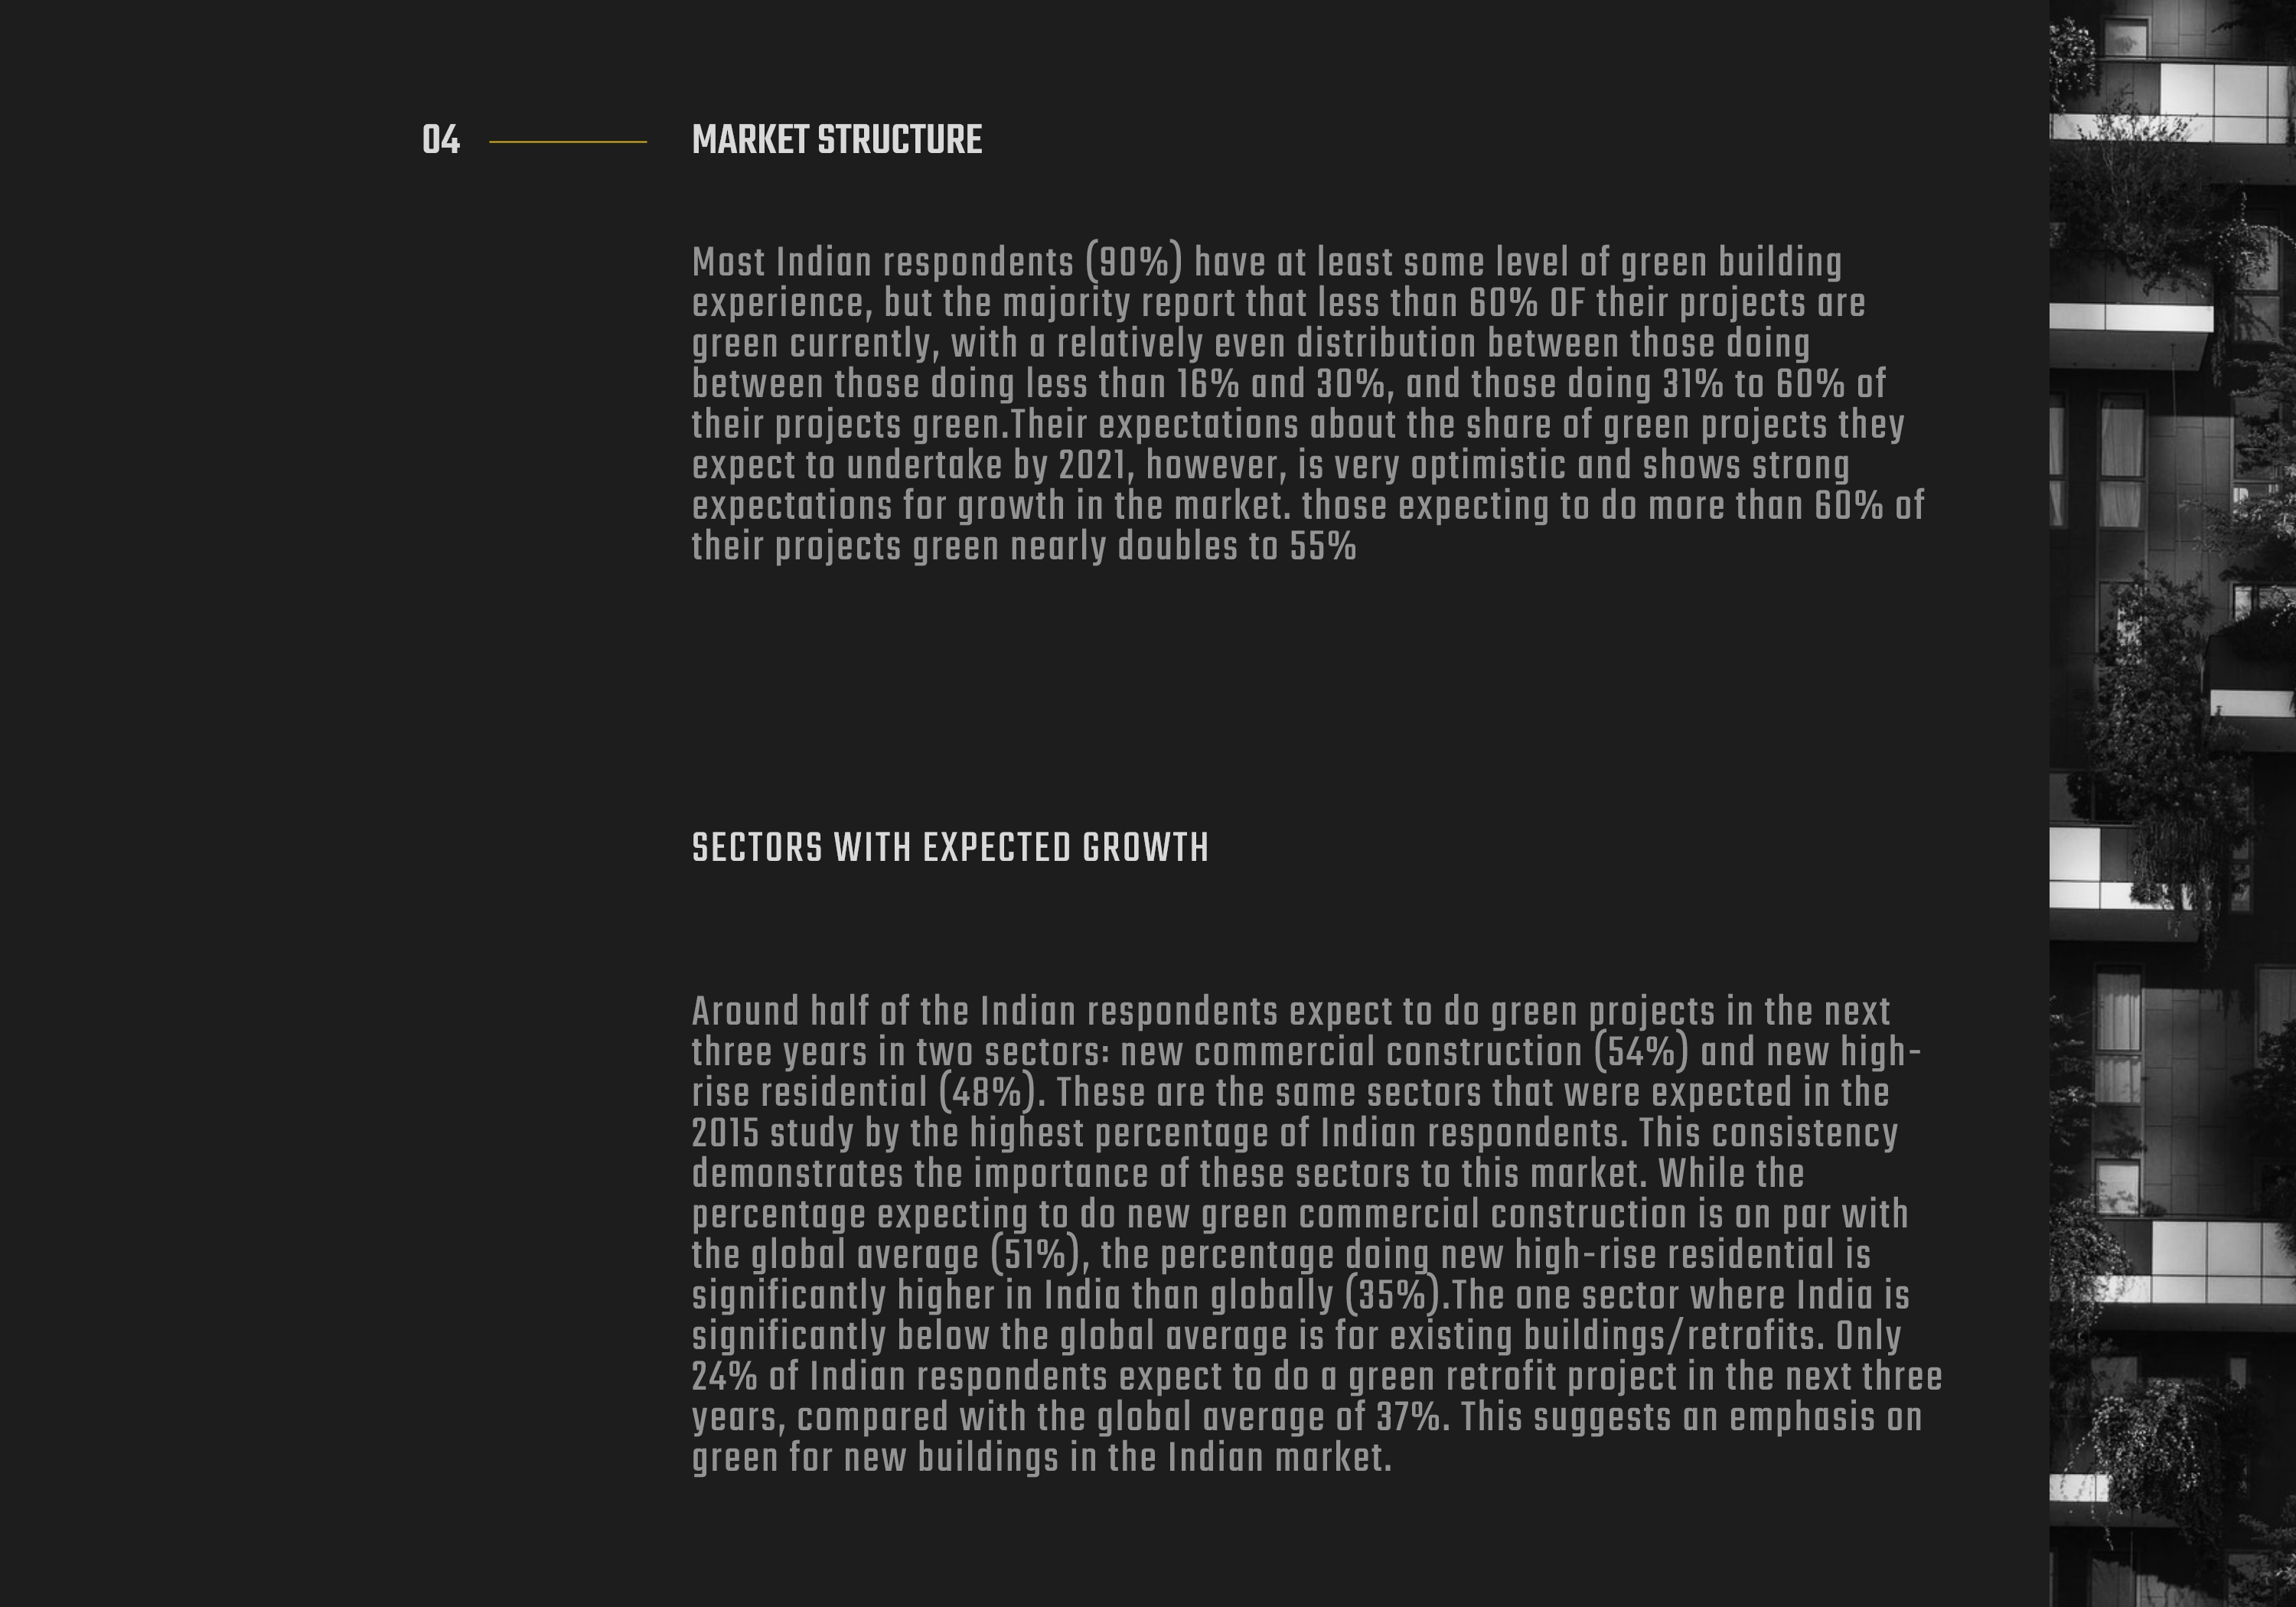 04
MARKET STRUCTURE
Most Indian respondents (90%) have at least some level of green building
experience, but the majority report that less than 60% OF their projects are
green currently, with a relatively even distribution between those doing
between those doing less than 16% and 30%, and those doing 31% to 60% of
their projects green.Their expectations about the share of green projects they
expect to undertake by 2021, however, is very optimistic and shows strong
expectations for growth in the market. those expecting to do more than 60% of
their projects green nearly doubles to 55%
SECTORS WITH EXPECTED GROWTH
Around half of the Indian respondents expect to do green projects in the next
three years in two sectors: new commercial construction (54%) and new high-
rise residential (48%). These are the same sectors that were expected in the
2015 study by the highest percentage of Indian respondents. This consistency
demonstrates the importance of these sectors to this market. While the
percentage expecting to do new green commercial construction is on par with
the global average (51%), the percentage doing new high-rise residential is
significantly higher in India than globally (35%).The one sector where India is
significantly below the global average is for existing buildings/retrofits. Only
24% of Indian respondents expect to do a green retrofit project in the next three
years, compared with the global average of 37%. This suggests an emphasis on
green for new buildings in the Indian market.